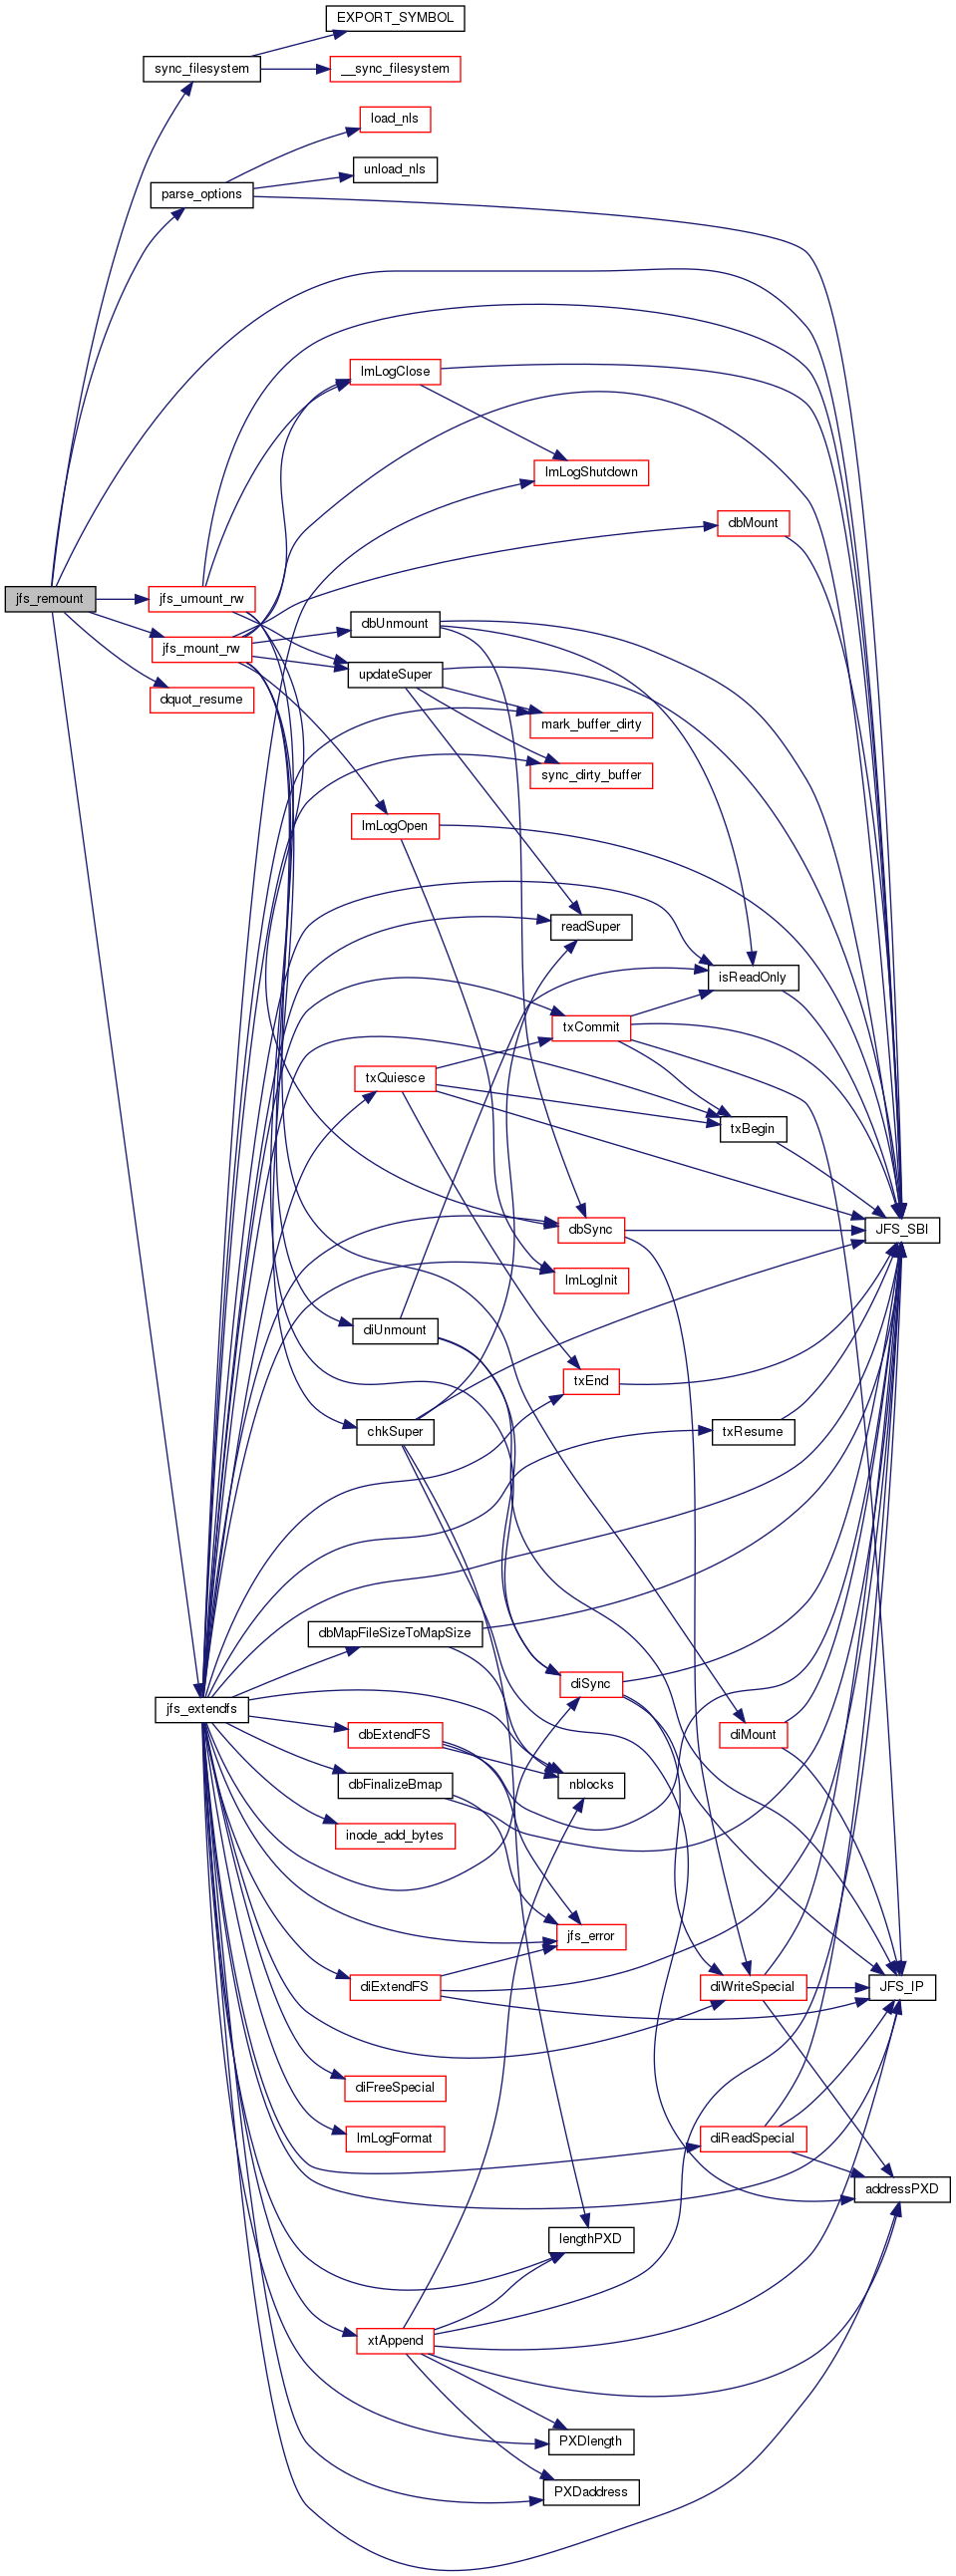 EXPORT_SYMBOL
sync_filesystem
__sync_filesystem
load_nls
unload_nls
parse_options
lmLogClose
lmLogShutdown
dbMount
jfs_remount
jfs_umount_rw
dbUnmount
jfs_mount_rw
updateSuper
dquot_resume
mark_buffer_dirty
sync_dirty_buffer
lmLogOpen
readSuper
isReadOnly
txCommit
txQuiesce
txBegin
dbSync
JFS_SBI
lmLogInit
diUnmount
txEnd
chkSuper
txResume
dbMapFileSizeToMapSize
diSync
jfs_extendfs
dbExtendFS
diMount
dbFinalizeBmap
nblocks
inode_add_bytes
jfs_error
diExtendFS
diWriteSpecial
JFS_IP
diFreeSpecial
lmLogFormat
diReadSpecial
addressPXD
lengthPXD
xtAppend
PXDlength
PXDaddress